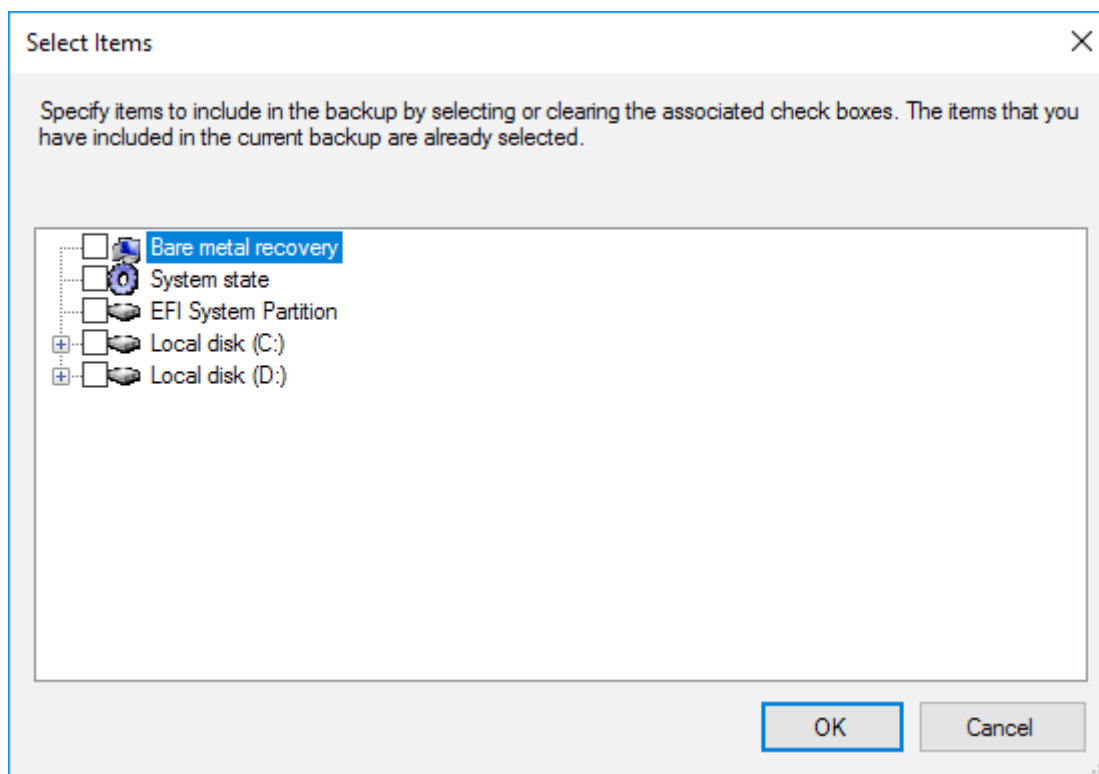 Select Items
Specify items to include in the backup by selecting or clearing the associated check boxes. The items that you
have included in the current backup are already selected.
Bare metal recovery
System state
EFI System Partition
Local disk (C:)
Local disk (D:)
OK
Cancel